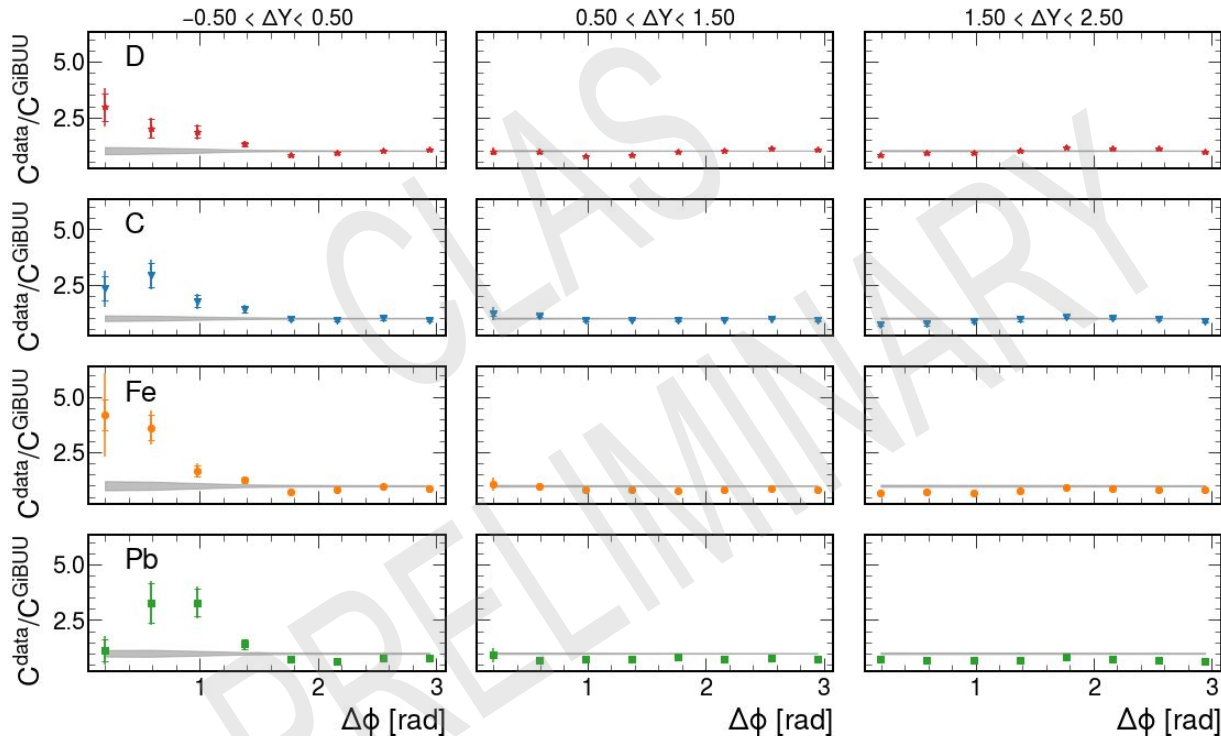 −0.50 < ΔY < 0.50
0.50 < ΔY < 1.50
1.50 < ΔY < 2.50
C^data/C^GiBUU
5.0
2.5
D
C^data/C^GiBUU
5.0
2.5
C
C^data/C^GiBUU
5.0
2.5
Fe
C^data/C^GiBUU
5.0
2.5
Pb
1 2 3
1 2 3
1 2 3
Δϕ [rad]
Δϕ [rad]
Δϕ [rad]
CLAS
PRELIMINARY